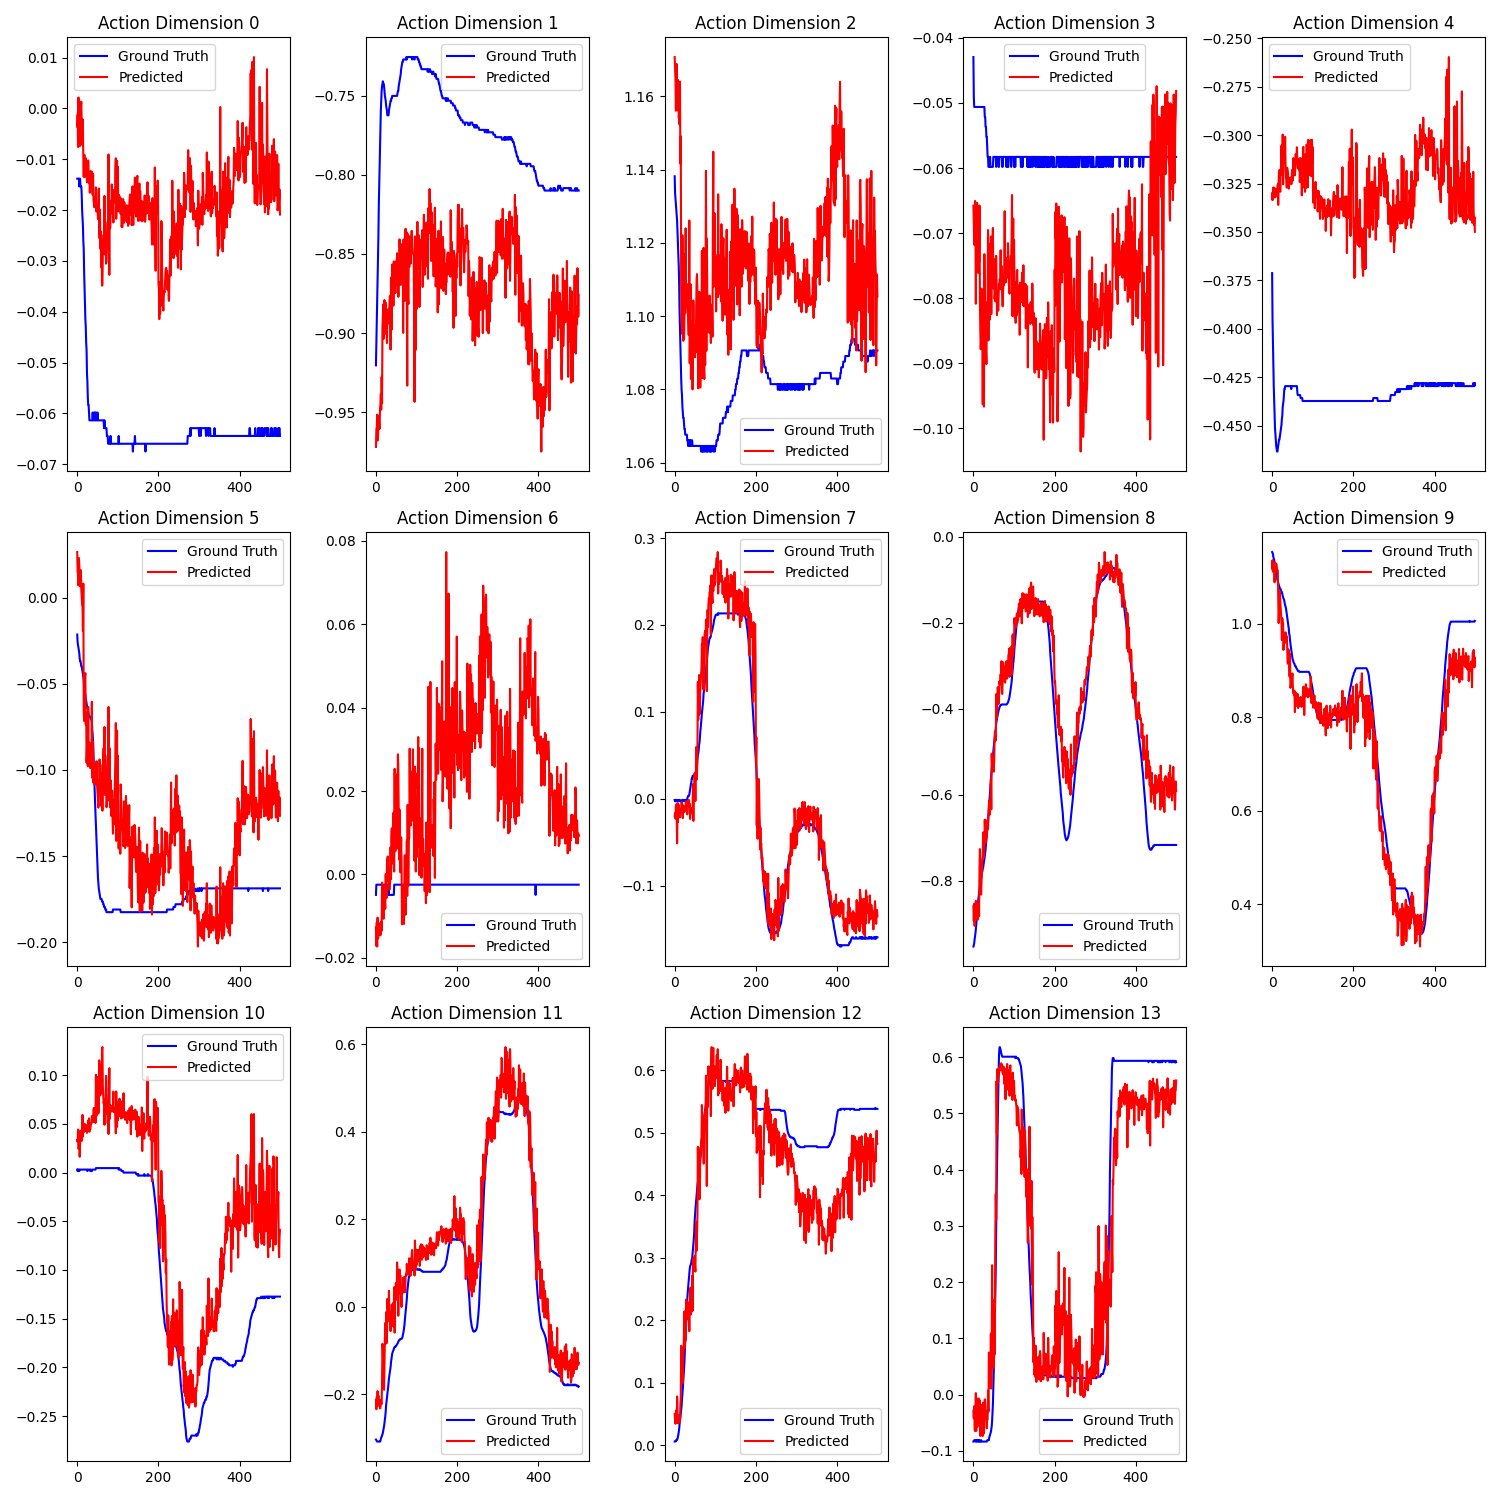 Action Dimension 0
Ground Truth
Predicted
0.01
0.00
−0.01
−0.02
−0.03
−0.04
−0.05
−0.06
−0.07
0 200 400
Action Dimension 1
Ground Truth
Predicted
−0.75
−0.80
−0.85
−0.90
−0.95
0 200 400
Action Dimension 2
1.16
1.14
1.12
1.10
1.08
1.06
Ground Truth
Predicted
0 200 400
Action Dimension 3
Ground Truth
Predicted
−0.04
−0.05
−0.06
−0.07
−0.08
−0.09
−0.10
0 200 400
Action Dimension 4
Ground Truth
Predicted
−0.250
−0.275
−0.300
−0.325
−0.350
−0.375
−0.400
−0.425
−0.450
0 200 400
Action Dimension 5
Ground Truth
Predicted
0.00
−0.05
−0.10
−0.15
−0.20
0 200 400
Action Dimension 6
0.08
0.06
0.04
0.02
0.00
−0.02
Ground Truth
Predicted
0 200 400
Action Dimension 7
Ground Truth
Predicted
0.3
0.2
0.1
0.0
−0.1
0 200 400
Action Dimension 8
0.0
−0.2
−0.4
−0.6
−0.8
Ground Truth
Predicted
0 200 400
Action Dimension 9
Ground Truth
Predicted
1.0
0.8
0.6
0.4
0 200 400
Action Dimension 10
Ground Truth
Predicted
0.10
0.05
0.00
−0.05
−0.10
−0.15
−0.20
−0.25
0 200 400
Action Dimension 11
0.6
0.4
0.2
0.0
−0.2
Ground Truth
Predicted
0 200 400
Action Dimension 12
0.6
0.5
0.4
0.3
0.2
0.1
0.0
Ground Truth
Predicted
0 200 400
Action Dimension 13
0.6
0.5
0.4
0.3
0.2
0.1
0.0
−0.1
Ground Truth
Predicted
0 200 400